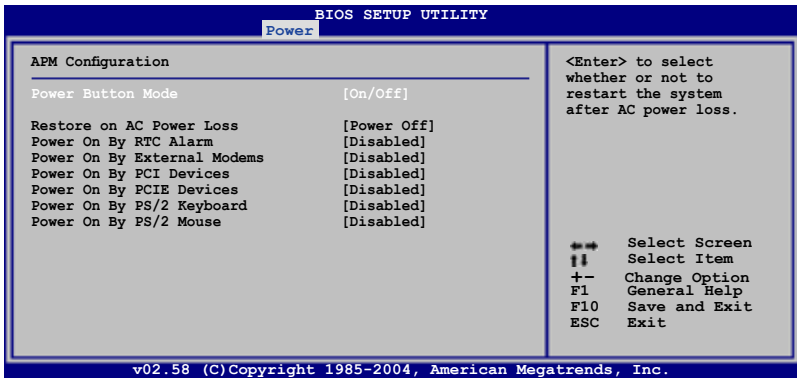 BIOS SETUP UTILITY
Power
APM Configuration
Power Button Mode [On/Off]
Restore on AC Power Loss [Power Off]
Power On By RTC Alarm [Disabled]
Power On By External Modems [Disabled]
Power On By PCI Devices [Disabled]
Power On By PCIE Devices [Disabled]
Power On By PS/2 Keyboard [Disabled]
Power On By PS/2 Mouse [Disabled]
<Enter> to select
whether or not to
restart the system
after AC power loss.
←→ Select Screen
↑↓ Select Item
+- Change Option
F1 General Help
F10 Save and Exit
ESC Exit
v02.58 (C)Copyright 1985-2004, American Megatrends, Inc.